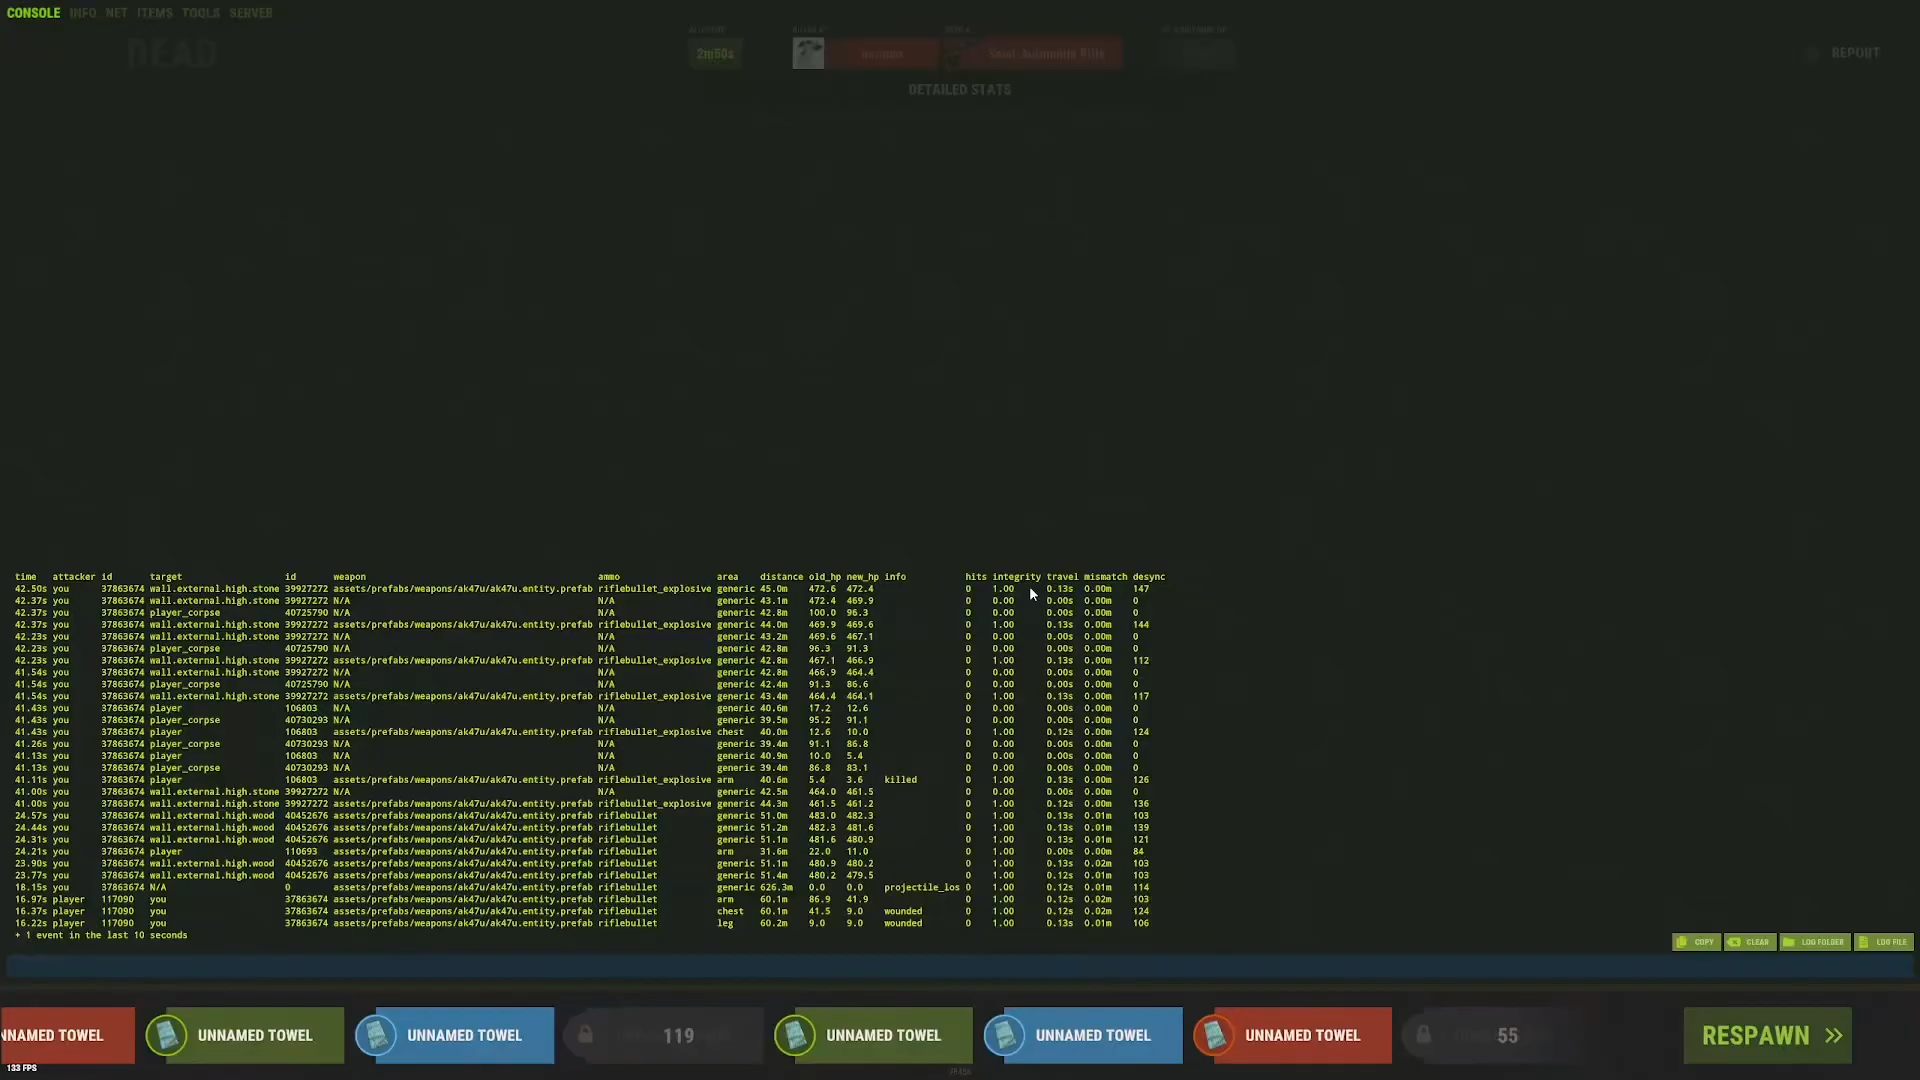 CONSOLE INFO NET ITEMS TOOLS SERVER
DEAD
2m50s
Semi-Automatic Rifle
REPORT
DETAILED STATS
time attacker id target id weapon ammo area distance old_hp new_hp info hits integrity travel mismatch desync
42.50s you 37863674 wall.external.high.stone 39927272 assets/prefabs/weapons/ak47u/ak47u.entity.prefab riflebullet_explosive generic 45.0m 472.6 472.4 0 1.00 0.13s 0.00m 147
42.37s you 37863674 wall.external.high.stone 39927272 N/A N/A generic 43.1m 472.4 469.9 0 0.00 0.00s 0.00m 0
42.37s you 37863674 player_corpse 40725790 N/A N/A generic 42.8m 100.0 96.3 0 0.00 0.00s 0.00m 0
42.37s you 37863674 wall.external.high.stone 39927272 assets/prefabs/weapons/ak47u/ak47u.entity.prefab riflebullet_explosive generic 44.0m 469.9 469.6 0 1.00 0.13s 0.00m 144
42.23s you 37863674 wall.external.high.stone 39927272 N/A N/A generic 43.2m 469.6 467.1 0 0.00 0.00s 0.00m 0
42.23s you 37863674 player_corpse 40725790 N/A N/A generic 42.8m 96.3 91.3 0 0.00 0.00s 0.00m 0
42.23s you 37863674 wall.external.high.stone 39927272 assets/prefabs/weapons/ak47u/ak47u.entity.prefab riflebullet_explosive generic 42.8m 467.1 466.9 0 1.00 0.13s 0.00m 112
41.54s you 37863674 wall.external.high.stone 39927272 N/A N/A generic 42.8m 466.9 464.4 0 0.00 0.00s 0.00m 0
41.54s you 37863674 player_corpse 40725790 N/A N/A generic 42.4m 91.3 86.6 0 0.00 0.00s 0.00m 0
41.54s you 37863674 wall.external.high.stone 39927272 assets/prefabs/weapons/ak47u/ak47u.entity.prefab riflebullet_explosive generic 43.4m 464.4 464.1 0 1.00 0.13s 0.00m 117
41.43s you 37863674 player 106803 N/A N/A generic 40.6m 17.2 12.6 0 0.00 0.00s 0.00m 0
41.43s you 37863674 player_corpse 40730293 N/A N/A generic 39.5m 95.2 91.1 0 0.00 0.00s 0.00m 0
41.43s you 37863674 player 106803 assets/prefabs/weapons/ak47u/ak47u.entity.prefab riflebullet_explosive chest 40.0m 12.6 10.0 0 1.00 0.12s 0.00m 124
41.26s you 37863674 player_corpse 40730293 N/A N/A generic 39.4m 91.1 86.8 0 0.00 0.00s 0.00m 0
41.13s you 37863674 player 106803 N/A N/A generic 40.9m 10.0 5.4 0 0.00 0.00s 0.00m 0
41.13s you 37863674 player_corpse 40730293 N/A N/A generic 39.4m 86.8 83.1 0 0.00 0.00s 0.00m 0
41.11s you 37863674 player 106803 assets/prefabs/weapons/ak47u/ak47u.entity.prefab riflebullet_explosive arm 40.6m 5.4 3.6 killed 0 1.00 0.13s 0.00m 126
41.00s you 37863674 wall.external.high.stone 39927272 N/A N/A generic 42.5m 464.0 461.5 0 0.00 0.00s 0.00m 0
41.00s you 37863674 wall.external.high.stone 39927272 assets/prefabs/weapons/ak47u/ak47u.entity.prefab riflebullet_explosive generic 44.3m 461.5 461.2 0 1.00 0.12s 0.00m 136
24.57s you 37863674 wall.external.high.wood 40452676 assets/prefabs/weapons/ak47u/ak47u.entity.prefab riflebullet generic 51.0m 483.0 482.3 0 1.00 0.13s 0.01m 103
24.44s you 37863674 wall.external.high.wood 40452676 assets/prefabs/weapons/ak47u/ak47u.entity.prefab riflebullet generic 51.2m 482.3 481.6 0 1.00 0.13s 0.01m 139
24.31s you 37863674 wall.external.high.wood 40452676 assets/prefabs/weapons/ak47u/ak47u.entity.prefab riflebullet generic 51.1m 481.6 480.9 0 1.00 0.13s 0.01m 121
24.21s you 37863674 player 110693 assets/prefabs/weapons/ak47u/ak47u.entity.prefab riflebullet arm 31.6m 22.0 11.0 0 1.00 0.00s 0.00m 84
23.90s you 37863674 wall.external.high.wood 40452676 assets/prefabs/weapons/ak47u/ak47u.entity.prefab riflebullet generic 51.1m 480.9 480.2 0 1.00 0.13s 0.02m 103
23.77s you 37863674 wall.external.high.wood 40452676 assets/prefabs/weapons/ak47u/ak47u.entity.prefab riflebullet generic 51.4m 480.2 479.5 0 1.00 0.12s 0.01m 103
18.15s you 37863674 N/A 0 assets/prefabs/weapons/ak47u/ak47u.entity.prefab riflebullet generic 626.3m 0.0 0.0 projectile_los 0 1.00 0.12s 0.01m 114
16.97s player 117090 you 37863674 assets/prefabs/weapons/ak47u/ak47u.entity.prefab riflebullet arm 60.1m 86.9 41.9 0 1.00 0.12s 0.02m 103
16.37s player 117090 you 37863674 assets/prefabs/weapons/ak47u/ak47u.entity.prefab riflebullet chest 60.1m 41.5 9.0 wounded 0 1.00 0.12s 0.02m 124
16.22s player 117090 you 37863674 assets/prefabs/weapons/ak47u/ak47u.entity.prefab riflebullet leg 60.2m 9.0 9.0 wounded 0 1.00 0.13s 0.01m 106
+ 1 event in the last 10 seconds
COPY CLEAR LOG FOLDER LOG FILE
NNAMED TOWEL UNNAMED TOWEL UNNAMED TOWEL 119 UNNAMED TOWEL UNNAMED TOWEL UNNAMED TOWEL 55 RESPAWN >>
133 FPS